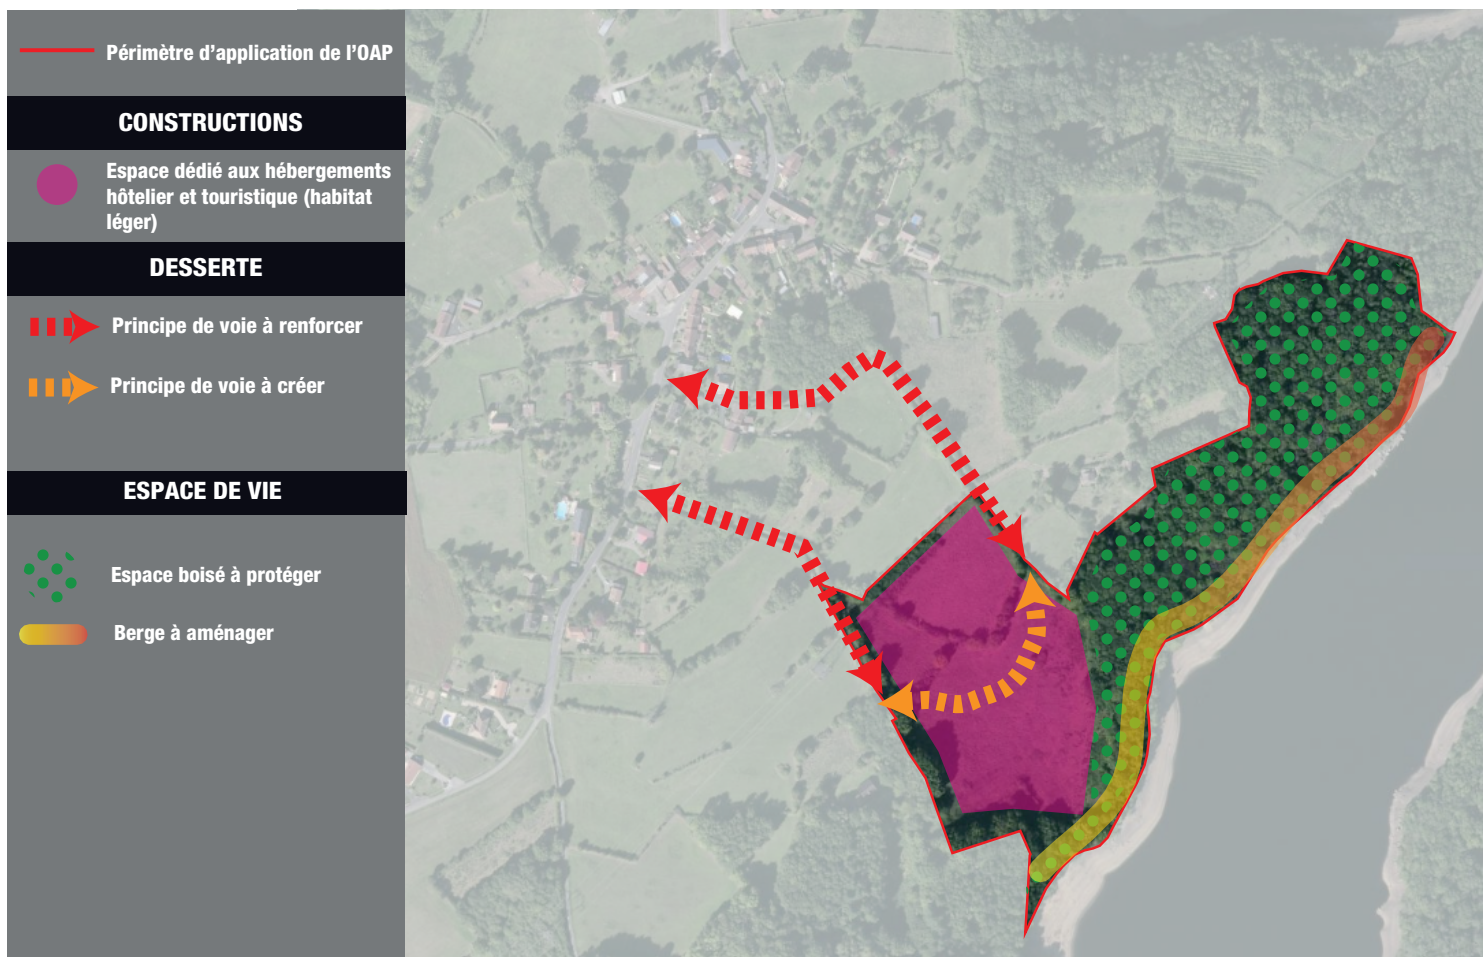 Périmètre d'application de l'OAP
CONSTRUCTIONS
Espace dédié aux hébergements
hôtelier et touristique (habitat
léger)
DESSERTE
Principe de voie à renforcer
Principe de voie à créer
ESPACE DE VIE
Espace boisé à protéger
Berge à aménager